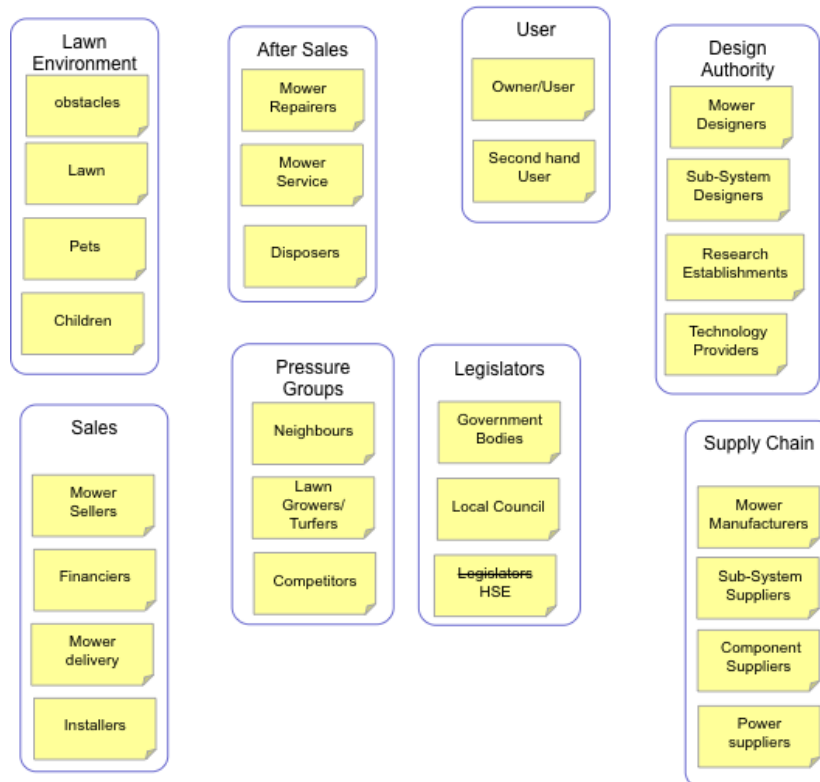 Lawn
Environment
obstacles
Lawn
Pets
Children
After Sales
Mower
Repairers
Mower
Service
Disposers
User
Owner/User
Second hand
User
Design
Authority
Mower
Designers
Sub-System
Designers
Research
Establishments
Technology
Providers
Sales
Mower
Sellers
Financiers
Mower
delivery
Installers
Pressure
Groups
Neighbours
Lawn
Growers/
Turfers
Competitors
Legislators
Government
Bodies
Local Council
Legislators
HSE
Supply Chain
Mower
Manufacturers
Sub-System
Suppliers
Component
Suppliers
Power
suppliers